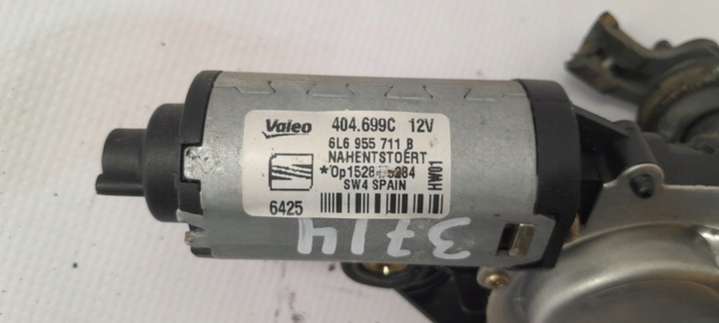 Valeo 404.699C 12V
6L6 955 711 B
NAHENTSTOERT
SW4 SPAIN
HW01
6425
3714